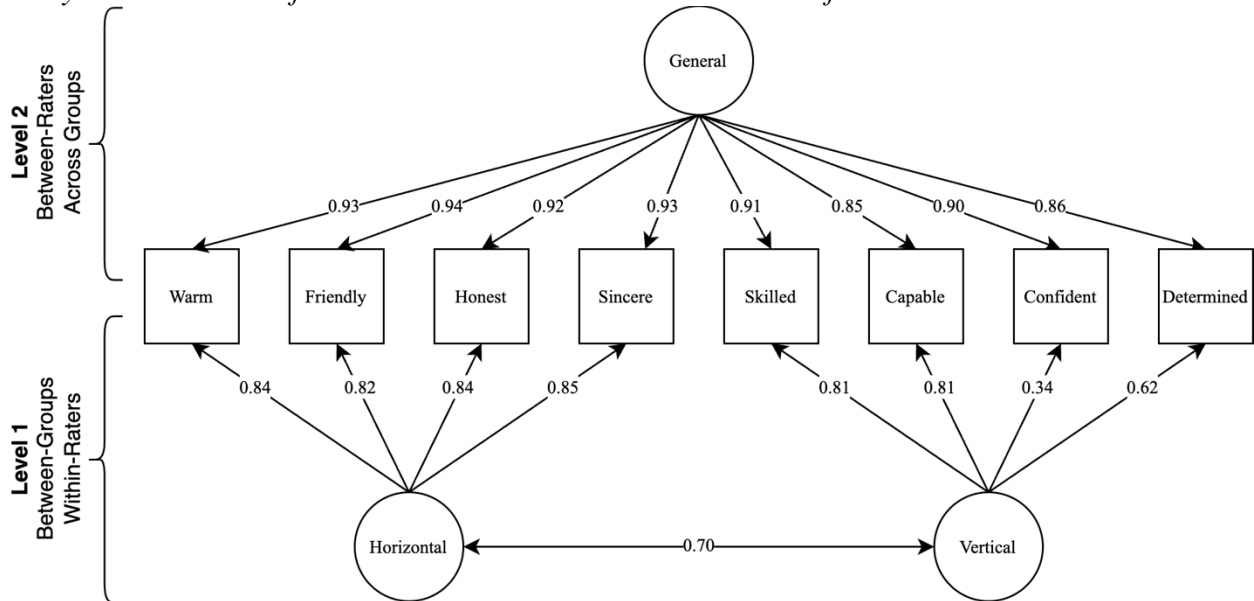 General
Level 2
Between-Raters
Across Groups
0.93
0.94
0.92
0.93
0.91
0.85
0.90
0.86
Warm
Friendly
Honest
Sincere
Skilled
Capable
Confident
Determined
Level 1
Between-Groups
Within-Raters
0.84
0.82
0.84
0.85
0.81
0.81
0.34
0.62
Horizontal
0.70
Vertical